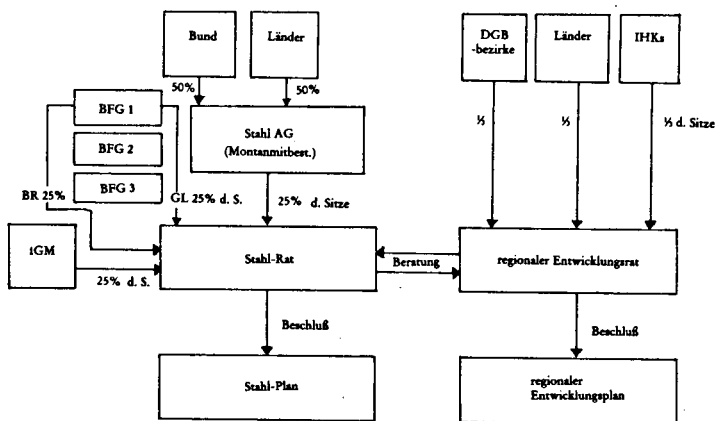 Bund
Länder
DGB
-bezirke
Länder
IHKs
50%
50%
BFG 1
Stahl AG
(Montanmitbest.)
⅓
⅓
⅓ d. Sitze
BFG 2
BFG 3
BR 25%
GL 25% d. S.
25% d. Sitze
IGM
25% d. S.
Stahl-Rat
Beratung
regionaler Entwicklungsrat
Beschluß
Beschluß
Stahl-Plan
regionaler
Entwicklungsplan